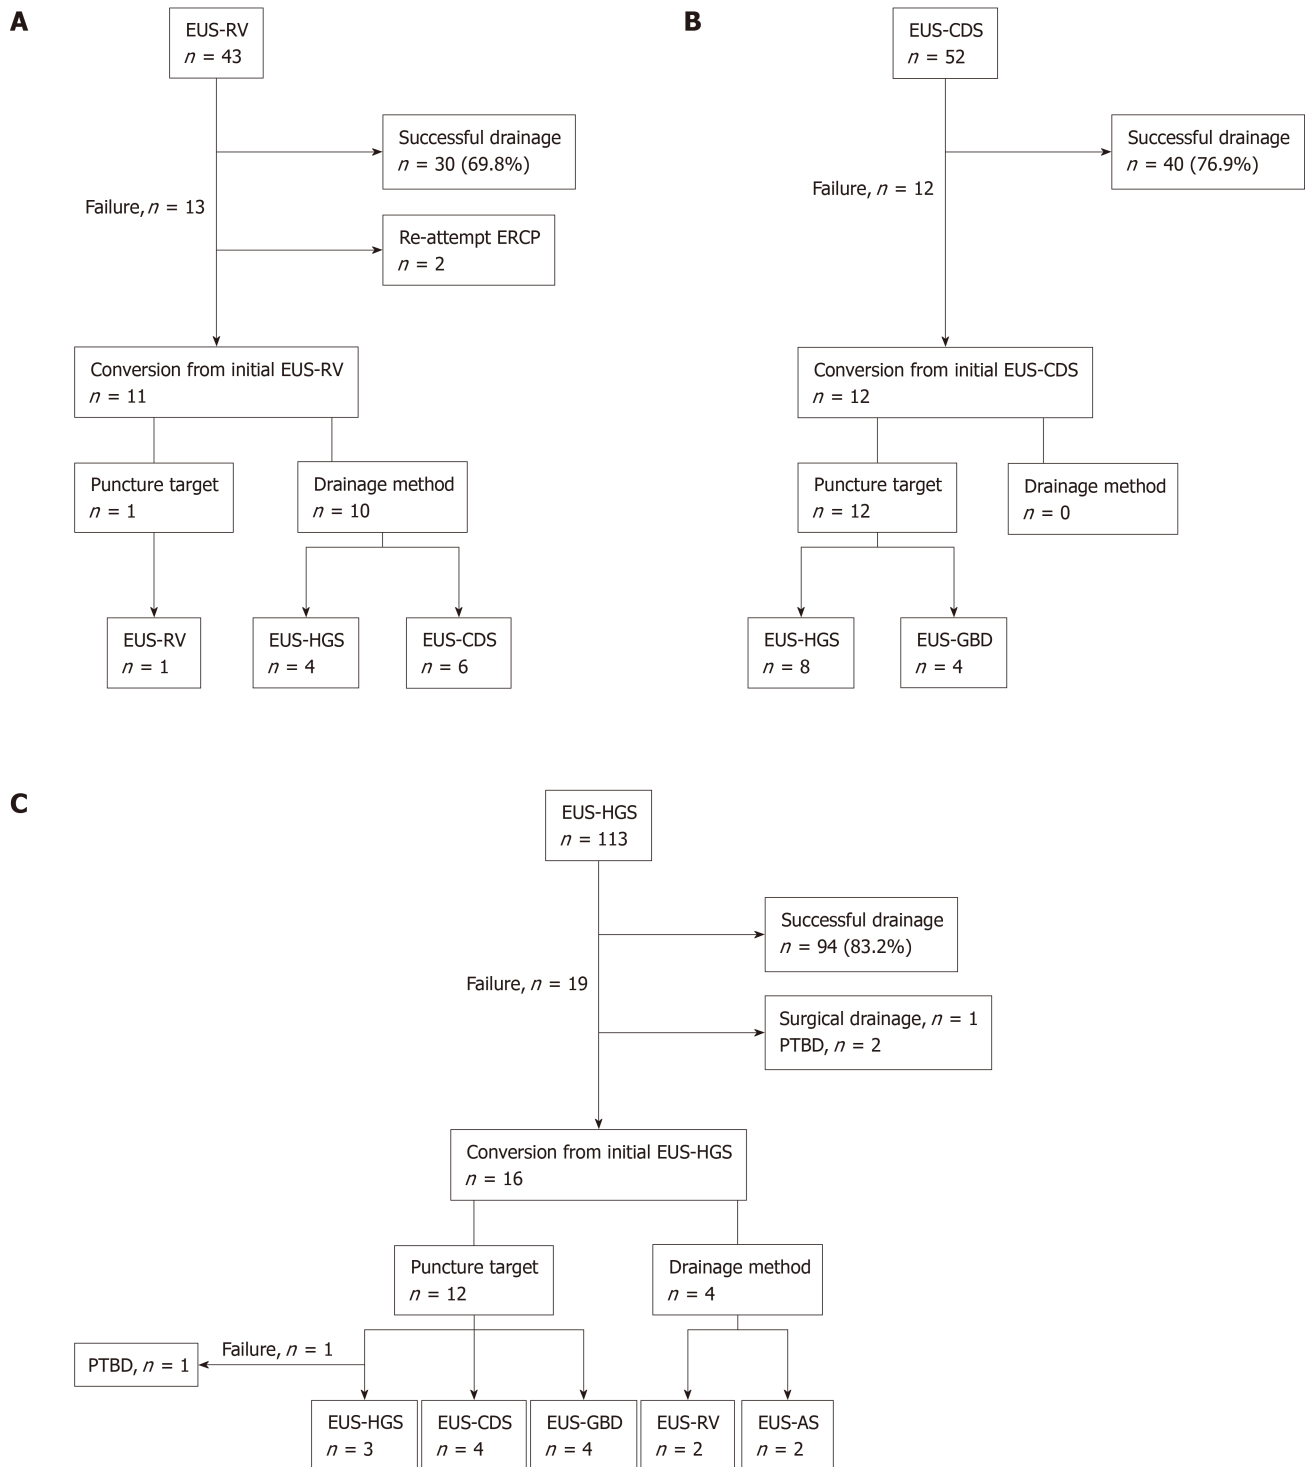 A
EUS-RV
n = 43
Successful drainage
n = 30 (69.8%)
Failure, n = 13
Re-attempt ERCP
n = 2
Conversion from initial EUS-RV
n = 11
Puncture target
n = 1
Drainage method
n = 10
EUS-RV
n = 1
EUS-HGS
n = 4
EUS-CDS
n = 6
B
EUS-CDS
n = 52
Successful drainage
n = 40 (76.9%)
Failure, n = 12
Conversion from initial EUS-CDS
n = 12
Puncture target
n = 12
Drainage method
n = 0
EUS-HGS
n = 8
EUS-GBD
n = 4
C
EUS-HGS
n = 113
Successful drainage
n = 94 (83.2%)
Failure, n = 19
Surgical drainage, n = 1
PTBD, n = 2
Conversion from initial EUS-HGS
n = 16
Puncture target
n = 12
Drainage method
n = 4
Failure, n = 1
PTBD, n = 1
EUS-HGS
n = 3
EUS-CDS
n = 4
EUS-GBD
n = 4
EUS-RV
n = 2
EUS-AS
n = 2